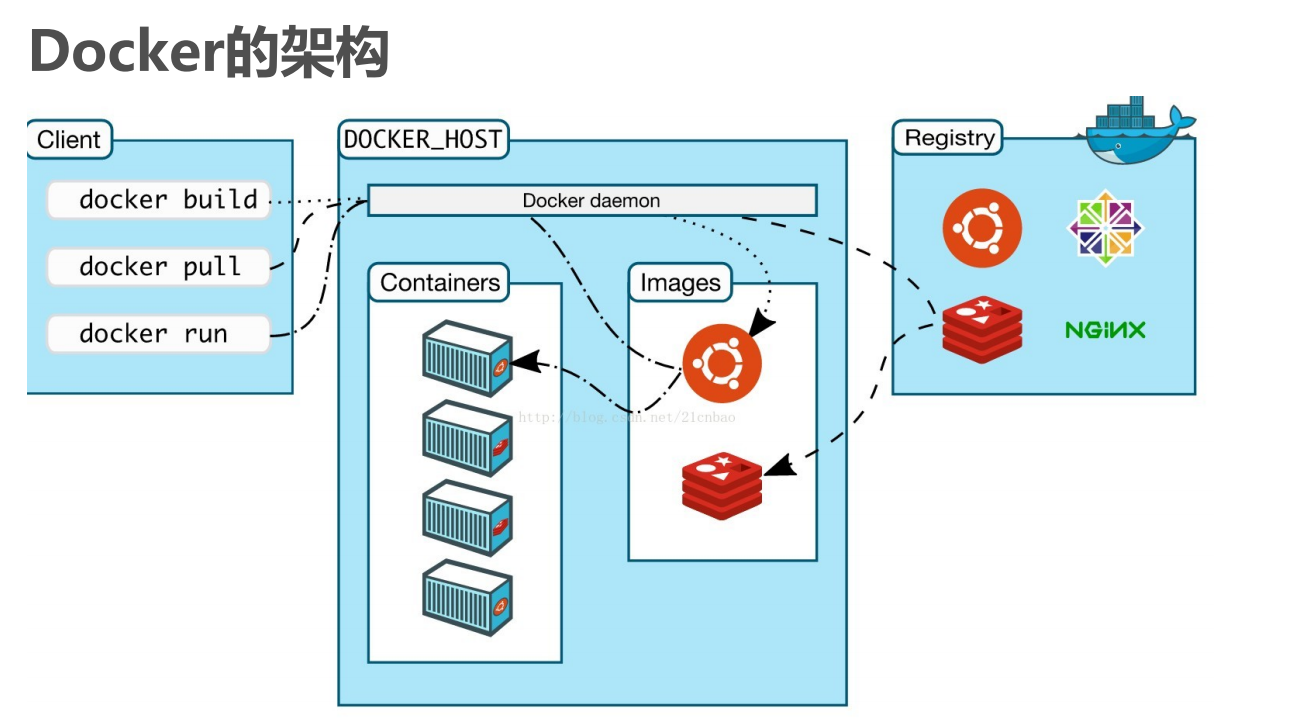 Docker的架构
Client
docker build
docker pull
docker run
DOCKER_HOST
Docker daemon
Containers
Images
http://blog.csdn.net/21cnbao
Registry
NGiNX